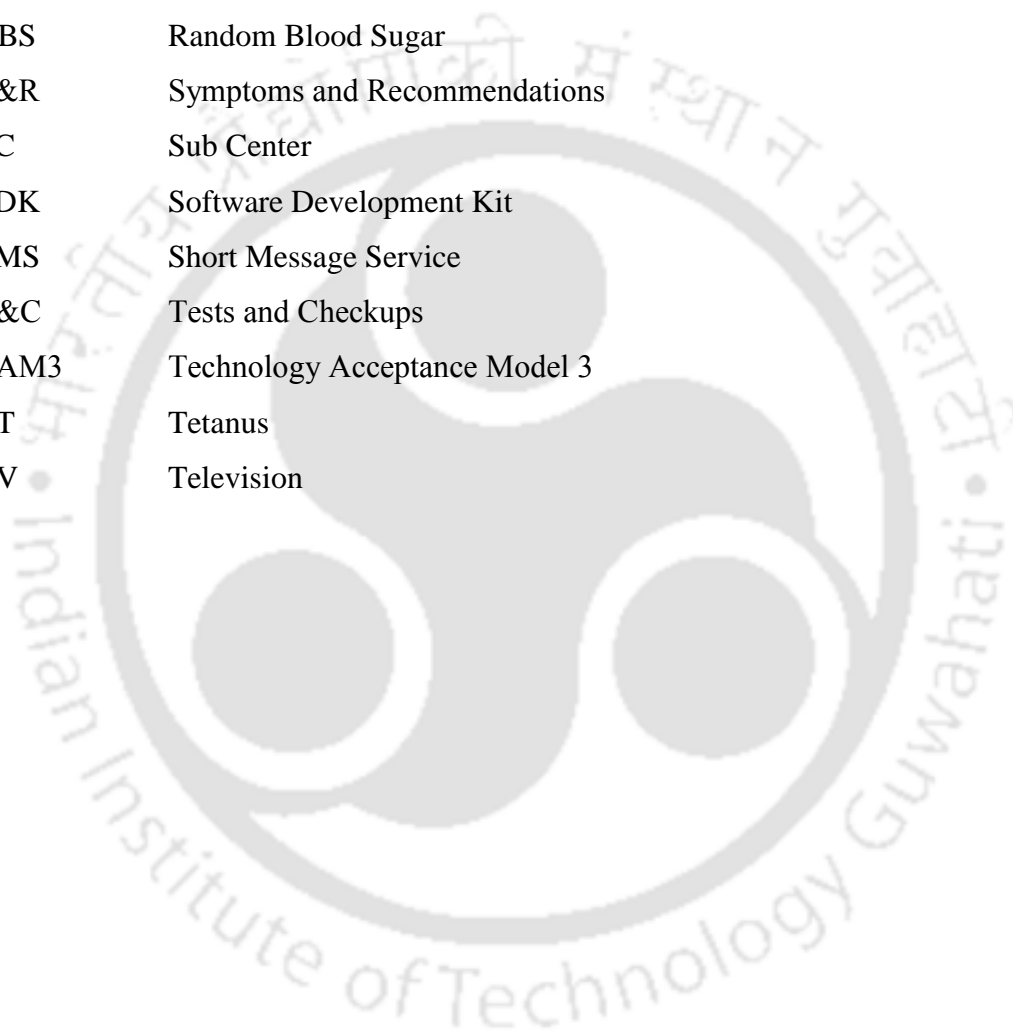 BS Random Blood Sugar
&R Symptoms and Recommendations
C Sub Center
DK Software Development Kit
MS Short Message Service
&C Tests and Checkups
AM3 Technology Acceptance Model 3
T Tetanus
V Television
भारतीय प्रौद्योगिकी संस्थान गुवाहाटी
Indian Institute of Technology Guwahati